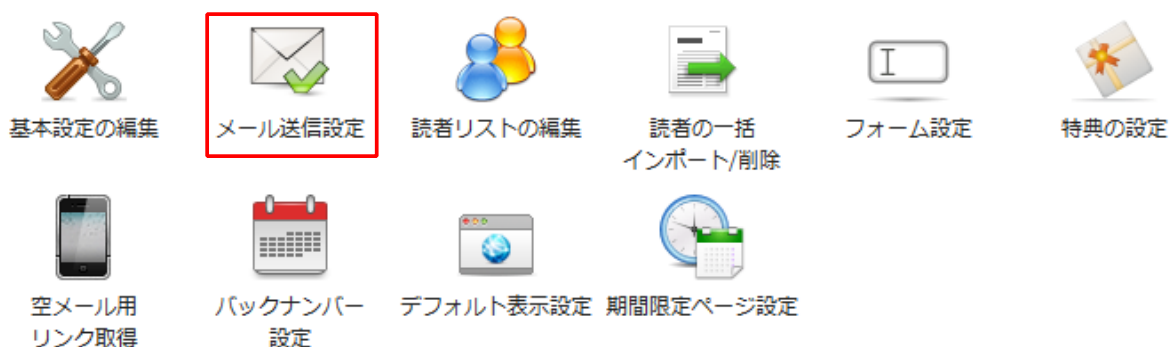 基本設定の編集
メール送信設定
読者リストの編集
読者の一括
インポート/削除
フォーム設定
特典の設定
空メール用
リンク取得
バックナンバー
設定
デフォルト表示設定
期間限定ページ設定